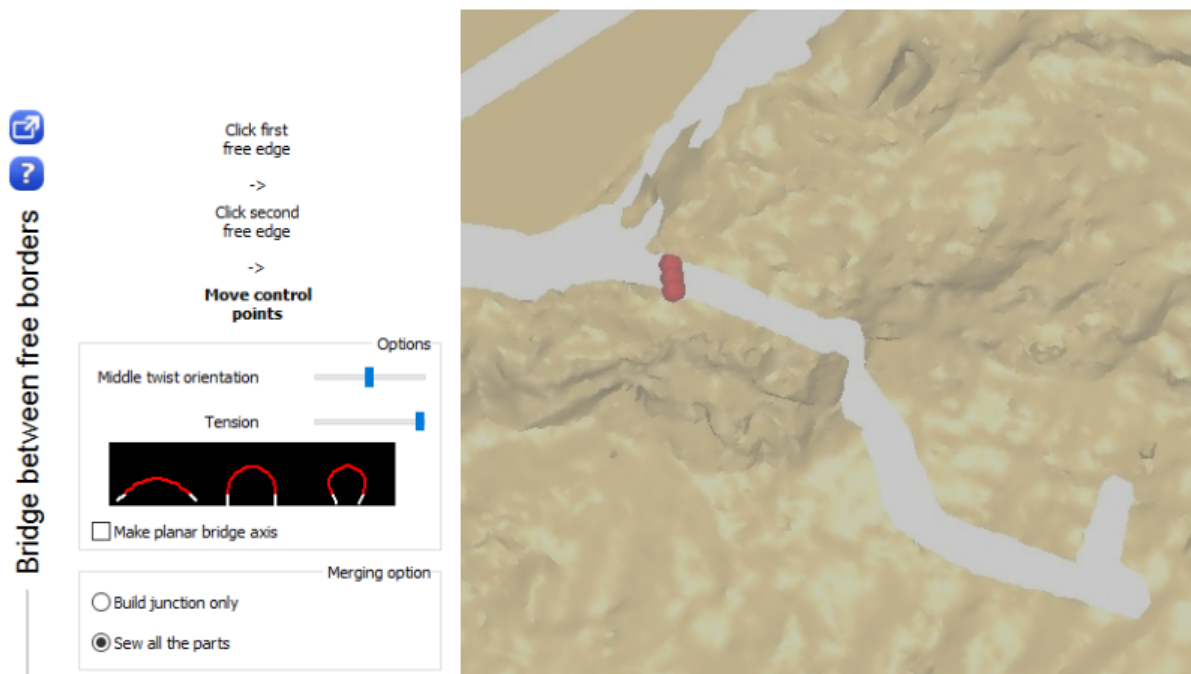 Bridge between free borders
?
Click first
free edge
->
Click second
free edge
->
Move control
points
Options
Middle twist orientation
Tension
Make planar bridge axis
Merging option
Build junction only
Sew all the parts